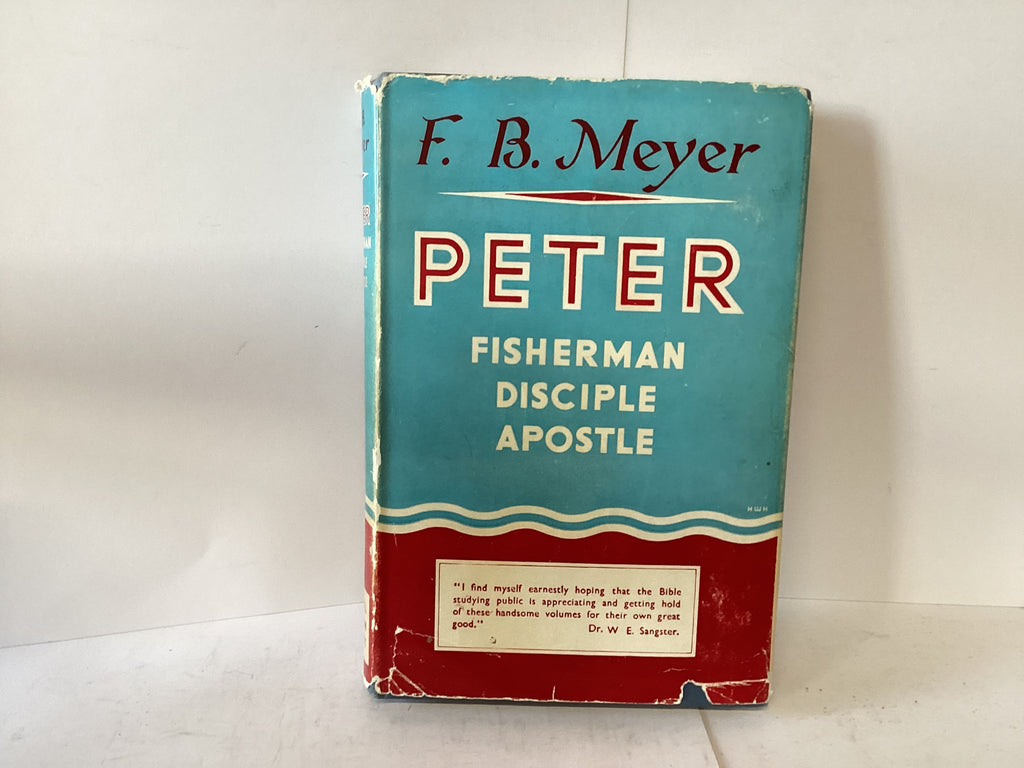 F. B. Meyer
PETER
FISHERMAN
DISCIPLE
APOSTLE
HWH
"I find myself earnestly hoping that the Bible
studying public is appreciating and getting hold
of these handsome volumes for their own great
good." Dr. W E. Sangster.